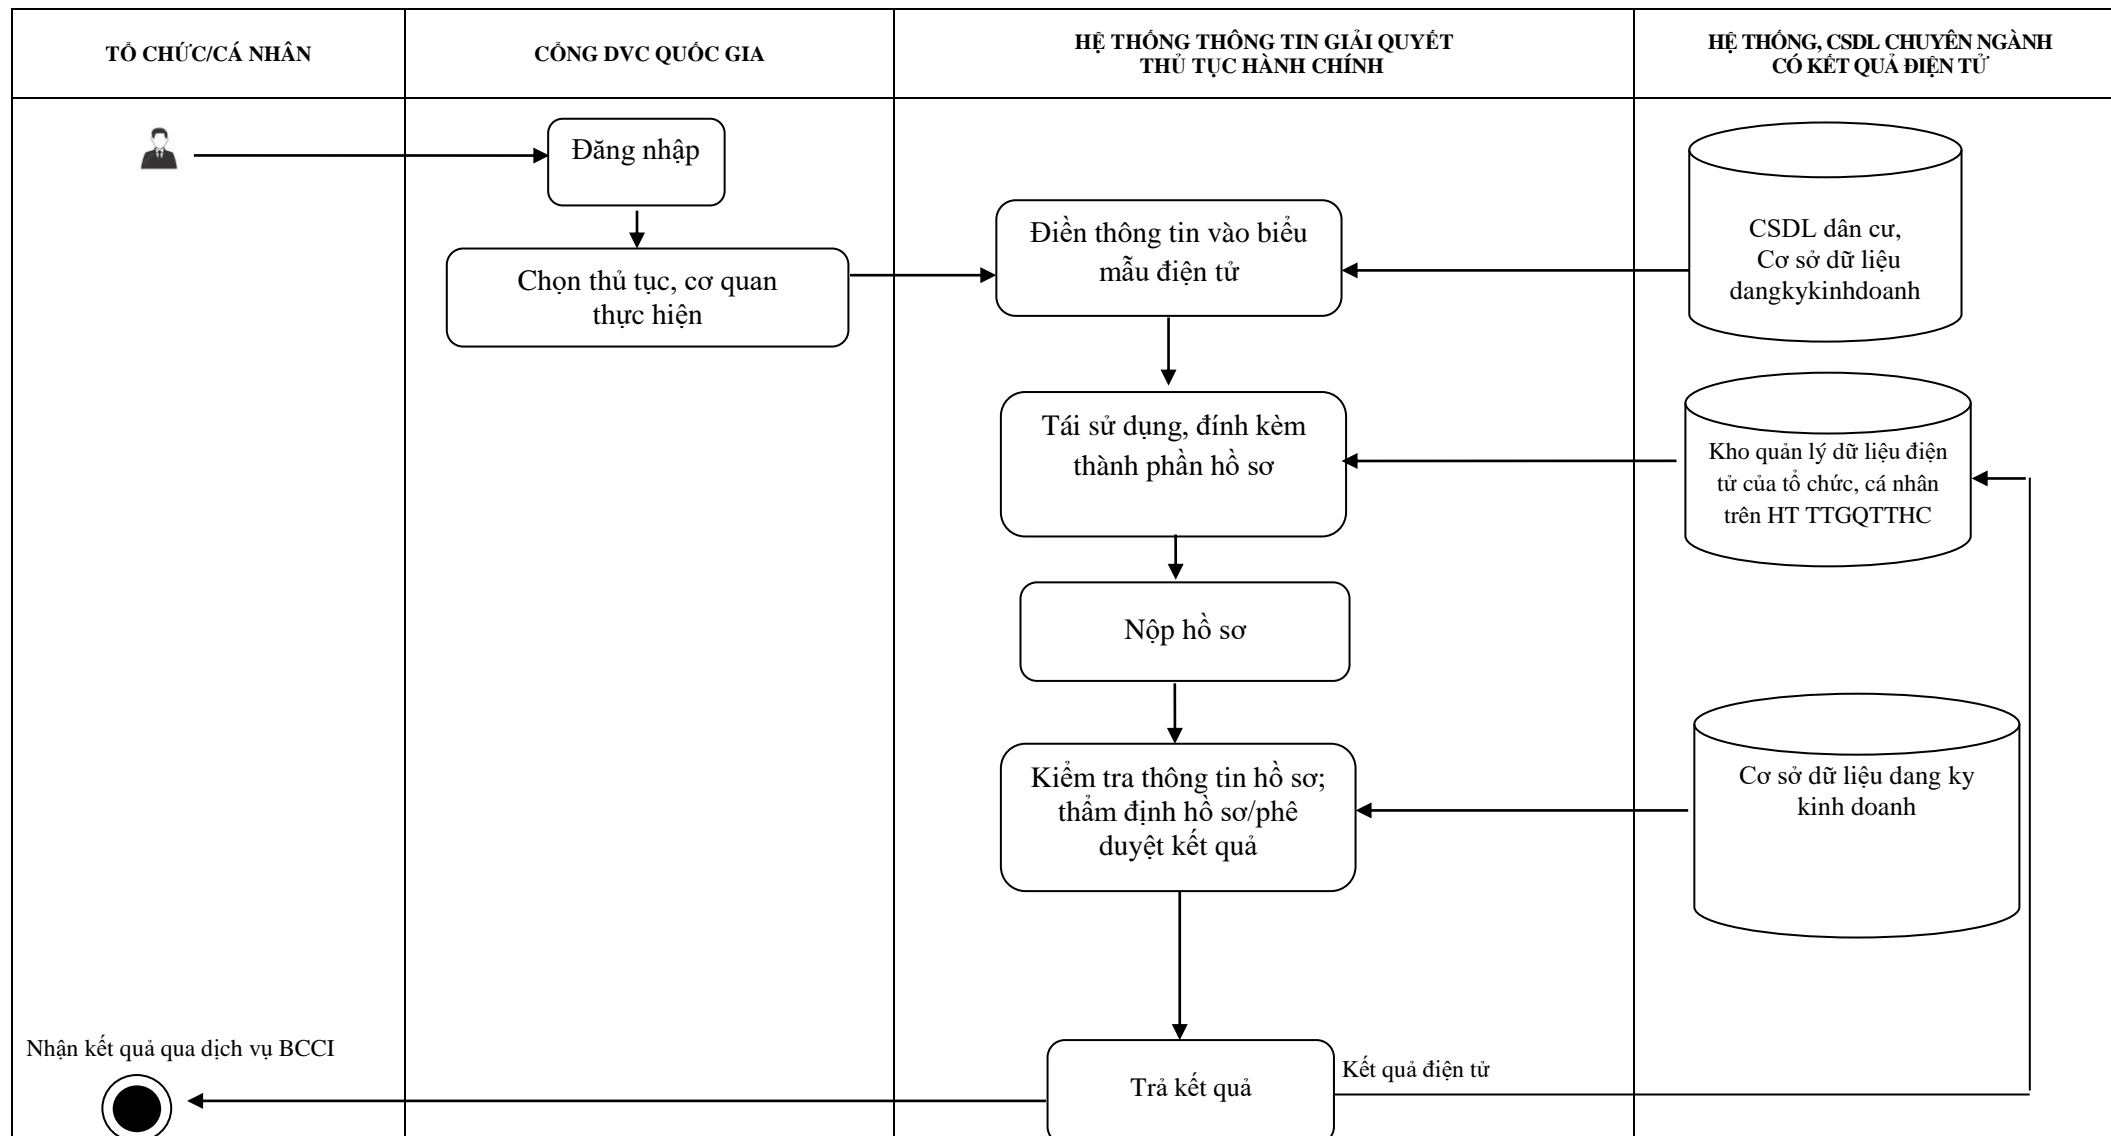 TỔ CHỨC/CÁ NHÂN
CỔNG DVC QUỐC GIA
HỆ THỐNG THÔNG TIN GIẢI QUYẾT
THỦ TỤC HÀNH CHÍNH
HỆ THỐNG, CSDL CHUYÊN NGÀNH
CÓ KẾT QUẢ ĐIỆN TỬ
Đăng nhập
Chọn thủ tục, cơ quan
thực hiện
Điền thông tin vào biểu
mẫu điện tử
CSDL dân cư,
Cơ sở dữ liệu
dangkykinhdoanh
Tái sử dụng, đính kèm
thành phần hồ sơ
Kho quản lý dữ liệu điện
tử của tổ chức, cá nhân
trên HT TTGQTTHC
Nộp hồ sơ
Kiểm tra thông tin hồ sơ;
thẩm định hồ sơ/phê
duyệt kết quả
Cơ sở dữ liệu dang ky
kinh doanh
Nhận kết quả qua dịch vụ BCCI
Trả kết quả
Kết quả điện tử